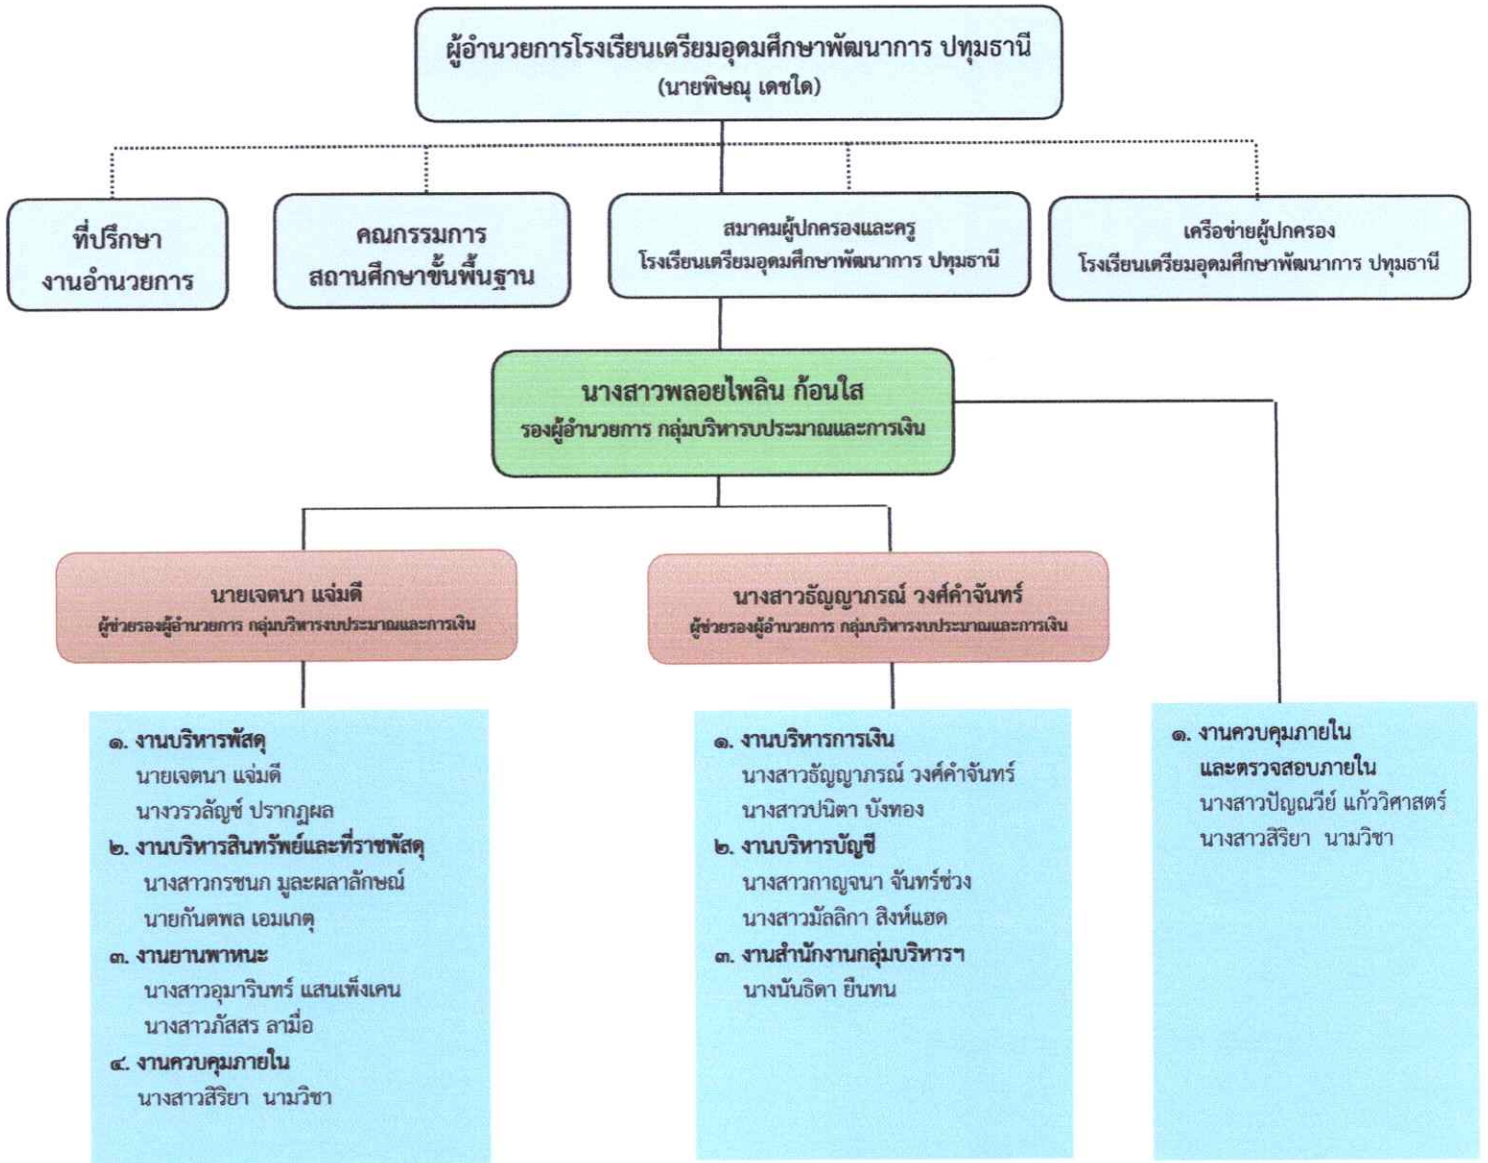 ผู้อำนวยการโรงเรียนเตรียมอุดมศึกษาพัฒนาการ ปทุมธานี
(นายพิษณุ เดชใด)
ที่ปรึกษา
งานอำนวยการ
คณกรรมการ
สถานศึกษาขั้นพื้นฐาน
สมาคมผู้ปกครองและครู
โรงเรียนเตรียมอุดมศึกษาพัฒนาการ ปทุมธานี
เครือข่ายผู้ปกครอง
โรงเรียนเตรียมอุดมศึกษาพัฒนาการ ปทุมธานี
นางสาวพลอยไพลิน ก้อนใส
รองผู้อำนวยการ กลุ่มบริหารบประมาณและการเงิน
นายเจตนา แจ่มดี
ผู้ช่วยรองผู้อำนวยการ กลุ่มบริหารงบประมาณและการเงิน
นางสาวธัญญาภรณ์ วงศ์คำจันทร์
ผู้ช่วยรองผู้อำนวยการ กลุ่มบริหารงบประมาณและการเงิน
๑. งานบริหารพัสดุ
นายเจตนา แจ่มดี
นางวรวลัญช์ ปรากฏผล
๒. งานบริหารสินทรัพย์และที่ราชพัสดุ
นางสาวกรชนก มูละผลาลักษณ์
นายกันตพล เอมเกตุ
๓. งานยานพาหนะ
นางสาวอุมารินทร์ แสนเพ็งเคน
นางสาวภัสสร ลามื่อ
๔. งานควบคุมภายใน
นางสาวสิริยา นามวิชา
๑. งานบริหารการเงิน
นางสาวธัญญาภรณ์ วงศ์คำจันทร์
นางสาวปนิตา บังทอง
๒. งานบริหารบัญชี
นางสาวกาญจนา จันทร์ช่วง
นางสาวมัลลิกา สิงห์แฮด
๓. งานสำนักงานกลุ่มบริหารฯ
นางนันธิดา ยืนทน
๑. งานควบคุมภายใน
และตรวจสอบภายใน
นางสาวปัญณวีย์ แก้ววิศาสตร์
นางสาวสิริยา นามวิชา